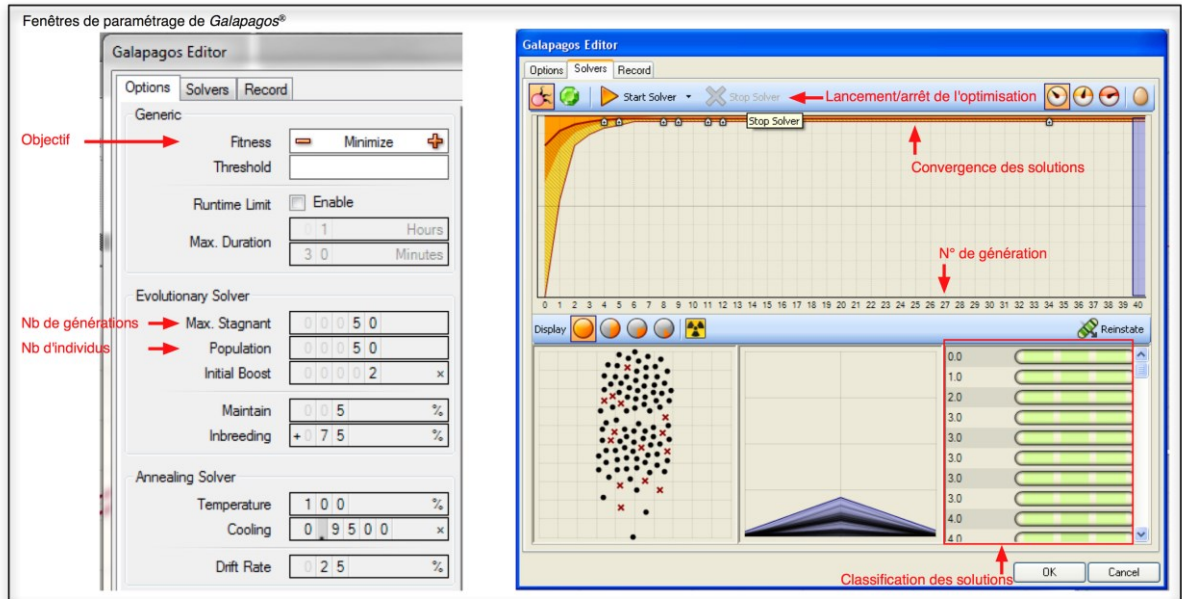 Fenêtres de paramétrage de Galapagos®
Galapagos Editor
Options Solvers Record
Generic
Objectif
Fitness Minimize
Threshold
Runtime Limit Enable
Max. Duration 0 1 Hours
3 0 Minutes
Evolutionary Solver
Nb de générations Max. Stagnant 0 0 0 5 0
Nb d'individus Population 0 0 0 5 0
Initial Boost 0 0 0 0 2 ×
Maintain 0 0 5 %
Inbreeding + 0 7 5 %
Annealing Solver
Temperature 1 0 0 %
Cooling 0 . 9 5 0 0 ×
Drift Rate 0 2 5 %
Galapagos Editor
Options Solvers Record
Start Solver Stop Solver Lancement/arrêt de l'optimisation
Stop Solver
Convergence des solutions
N° de génération
0 1 2 3 4 5 6 7 8 9 10 11 12 13 14 15 16 17 18 19 20 21 22 23 24 25 26 27 28 29 30 31 32 33 34 35 36 37 38 39 40
Display Reinstate
0.0
1.0
2.0
3.0
3.0
3.0
3.0
3.0
4.0
4.0
Classification des solutions
OK Cancel